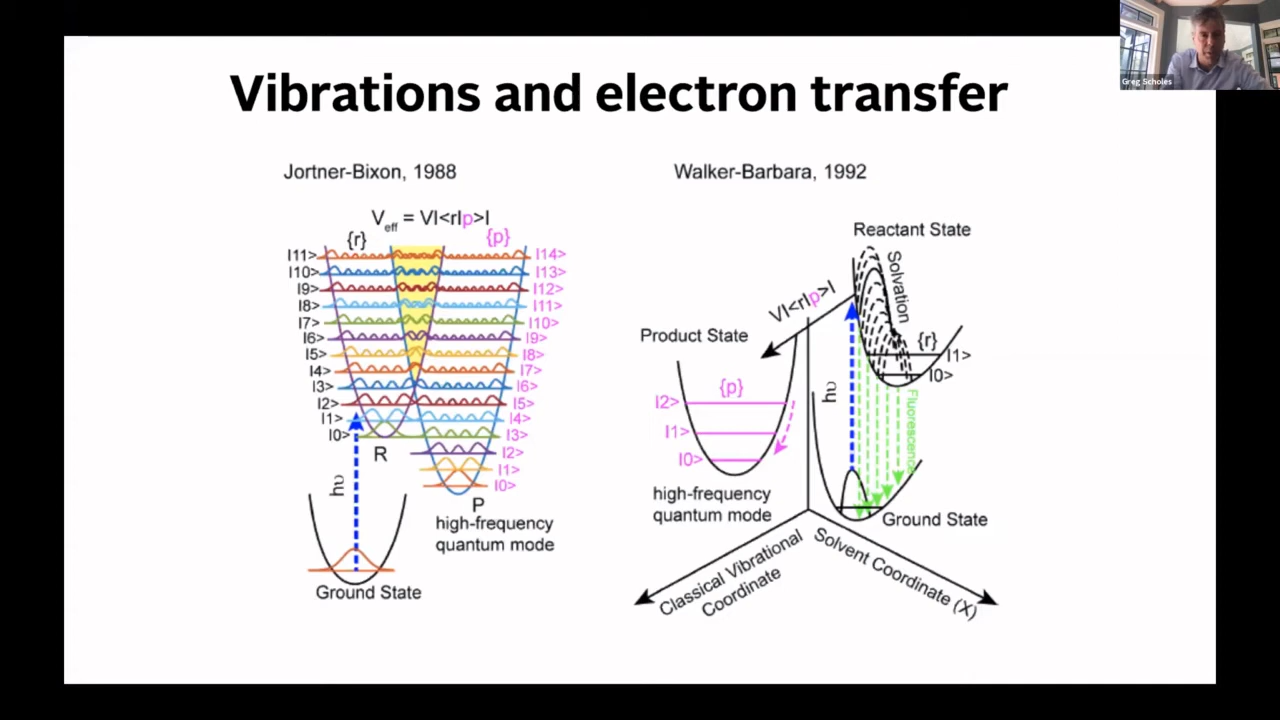 Greg Scholes
Vibrations and electron transfer
Jortner-Bixon, 1988
Veff = V|<r|p>|
{r}
{p}
|11>
|14>
|10>
|13>
|9>
|12>
|8>
|11>
|7>
|10>
|6>
|9>
|5>
|8>
|4>
|7>
|3>
|6>
|2>
|5>
|1>
|4>
|0>
|3>
R
|2>
|1>
|0>
hυ
P
high-frequency
quantum mode
Ground State
Walker-Barbara, 1992
Reactant State
Solvation
V|<r|p>|
Product State
{r}
|1>
|0>
{p}
hυ
|2>
|1>
|0>
Fluorescence
high-frequency
quantum mode
Ground State
Classical Vibrational
Coordinate
Solvent Coordinate (X)